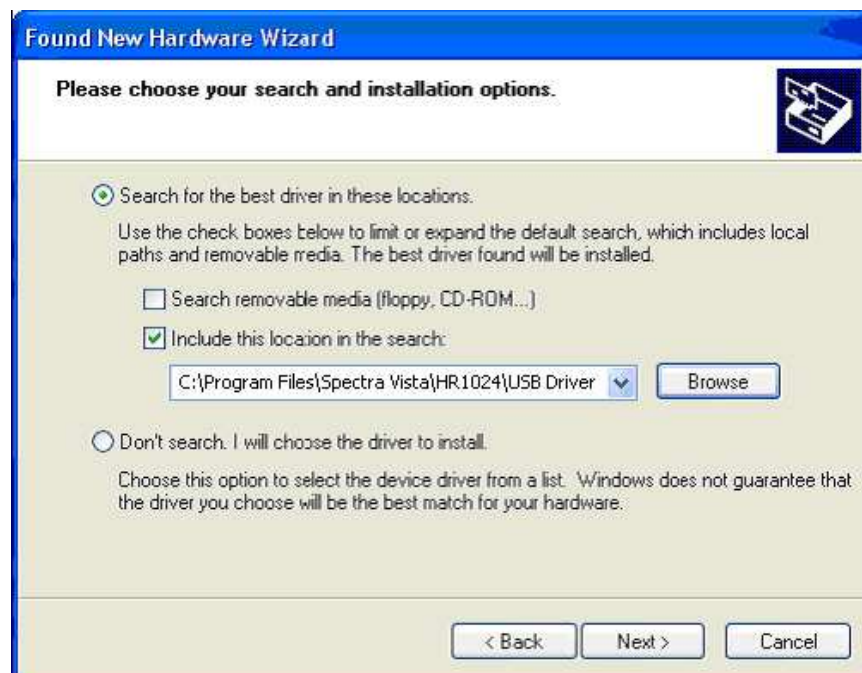 Found New Hardware Wizard
Please choose your search and installation options.
Search for the best driver in these locations.
Use the check boxes below to limit or expand the default search, which includes local
paths and removable media. The best driver found will be installed.
Search removable media (floppy, CD-ROM...)
Include this location in the search:
C:\Program Files\Spectra Vista\HR1024\USB Driver
Browse
Don't search. I will choose the driver to install.
Choose this option to select the device driver from a list. Windows does not guarantee that
the driver you choose will be the best match for your hardware.
< Back Next > Cancel